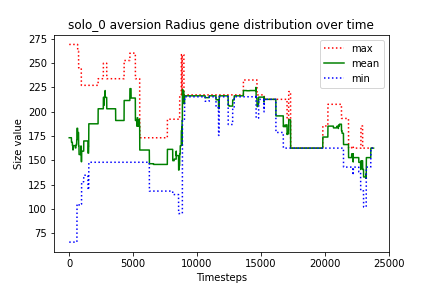 solo_0 aversion Radius gene distribution over time
max
mean
min
Size value
275
250
225
200
175
150
125
100
75
0 5000 10000 15000 20000 25000
Timesteps